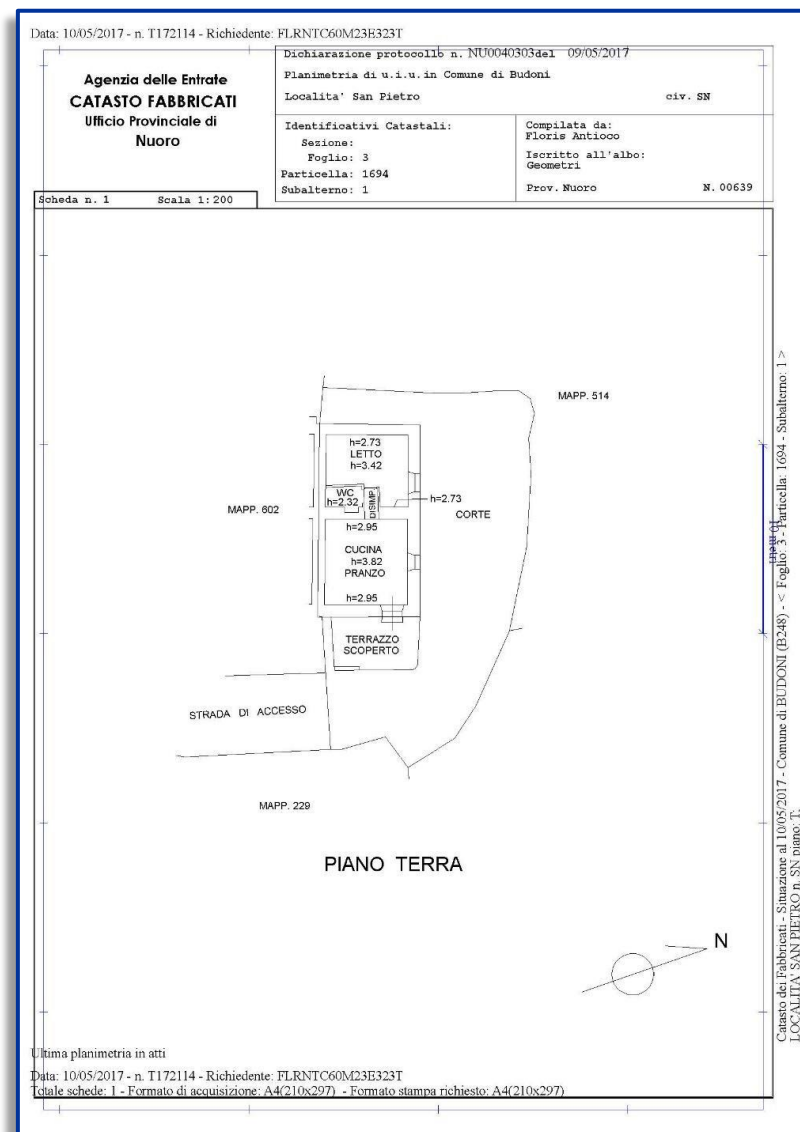 Data: 10/05/2017 - n. T172114 - Richiedente: FLRNTC60M23E323T
Agenzia delle Entrate
CATASTO FABBRICATI
Ufficio Provinciale di
Nuoro
Dichiarazione protocollo n. NU0040303del 09/05/2017
Planimetria di u.i.u. in Comune di Budoni
Localita' San Pietro civ. SN
Identificativi Catastali:
Sezione:
Foglio: 3
Particella: 1694
Subalterno: 1
Compilata da:
Floris Antioco
Iscritto all'albo:
Geometri
Prov. Nuoro N. 00639
Scheda n. 1 Scala 1:200
MAPP. 514
h=2.73
LETTO
h=3.42
WC
h=2.32
DISIMP.
h=2.73
MAPP. 602
CORTE
h=2.95
CUCINA
h=3.82
PRANZO
h=2.95
TERRAZZO
SCOPERTO
STRADA DI ACCESSO
MAPP. 229
PIANO TERRA
N
10 metri
Catasto dei Fabbricati - Situazione al 10/05/2017 - Comune di BUDONI (B248) - < Foglio: 3 - Particella: 1694 - Subalterno: 1 >
LOCALITA' SAN PIETRO n. SN piano: T;
Ultima planimetria in atti
Data: 10/05/2017 - n. T172114 - Richiedente: FLRNTC60M23E323T
Totale schede: 1 - Formato di acquisizione: A4(210x297) - Formato stampa richiesto: A4(210x297)